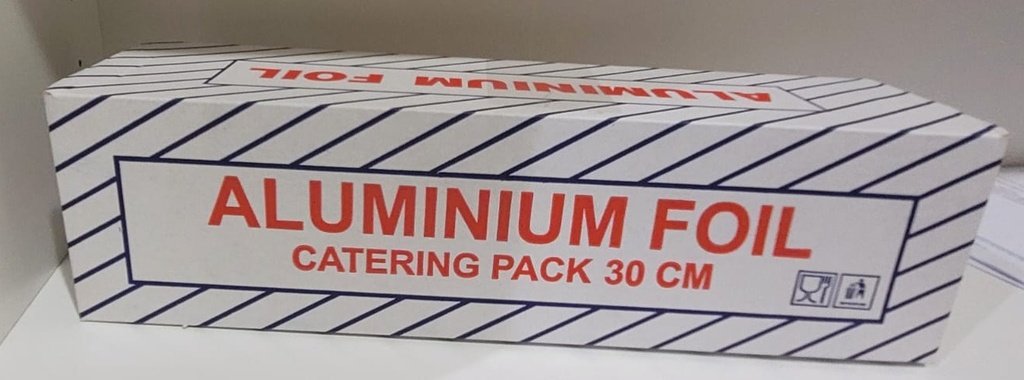 ALUMINIUM FOIL
ALUMINIUM FOIL
CATERING PACK 30 CM